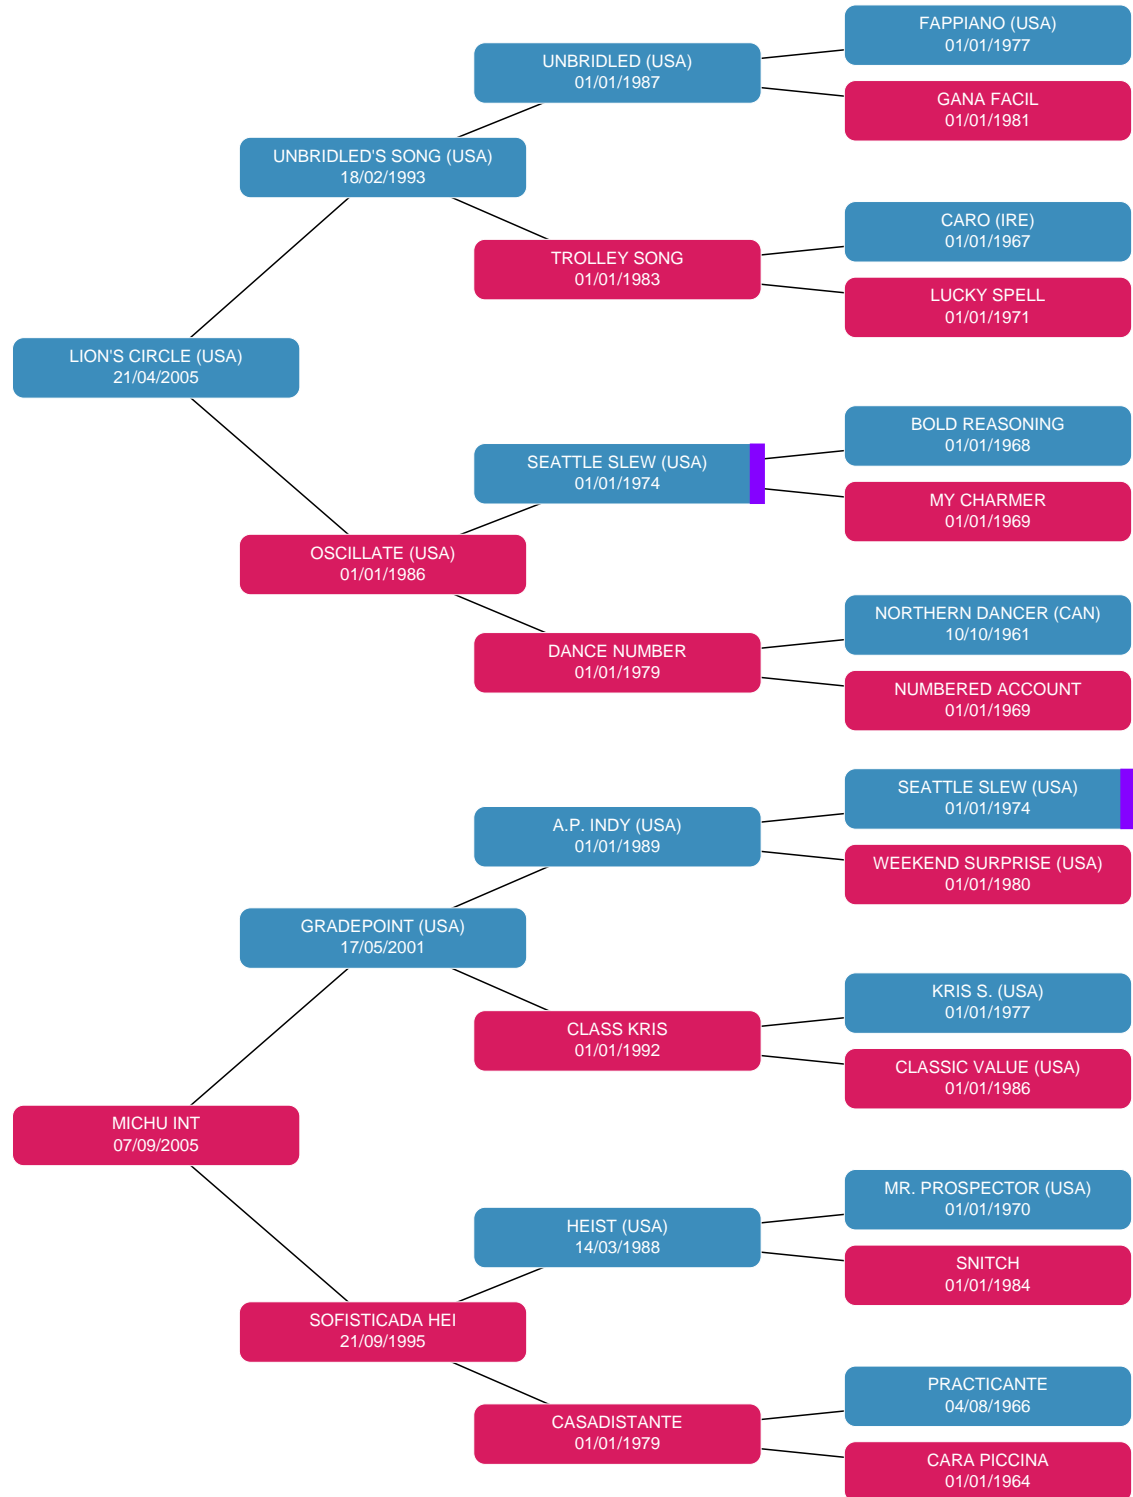 FAPPIANO (USA)
01/01/1977
UNBRIDLED (USA)
01/01/1987
GANA FACIL
01/01/1981
UNBRIDLED'S SONG (USA)
18/02/1993
CARO (IRE)
01/01/1967
TROLLEY SONG
01/01/1983
LUCKY SPELL
01/01/1971
LION'S CIRCLE (USA)
21/04/2005
BOLD REASONING
01/01/1968
SEATTLE SLEW (USA)
01/01/1974
MY CHARMER
01/01/1969
OSCILLATE (USA)
01/01/1986
NORTHERN DANCER (CAN)
10/10/1961
DANCE NUMBER
01/01/1979
NUMBERED ACCOUNT
01/01/1969
SEATTLE SLEW (USA)
01/01/1974
A.P. INDY (USA)
01/01/1989
WEEKEND SURPRISE (USA)
01/01/1980
GRADEPOINT (USA)
17/05/2001
KRIS S. (USA)
01/01/1977
CLASS KRIS
01/01/1992
CLASSIC VALUE (USA)
01/01/1986
MICHU INT
07/09/2005
MR. PROSPECTOR (USA)
01/01/1970
HEIST (USA)
14/03/1988
SNITCH
01/01/1984
SOFISTICADA HEI
21/09/1995
PRACTICANTE
04/08/1966
CASADISTANTE
01/01/1979
CARA PICCINA
01/01/1964